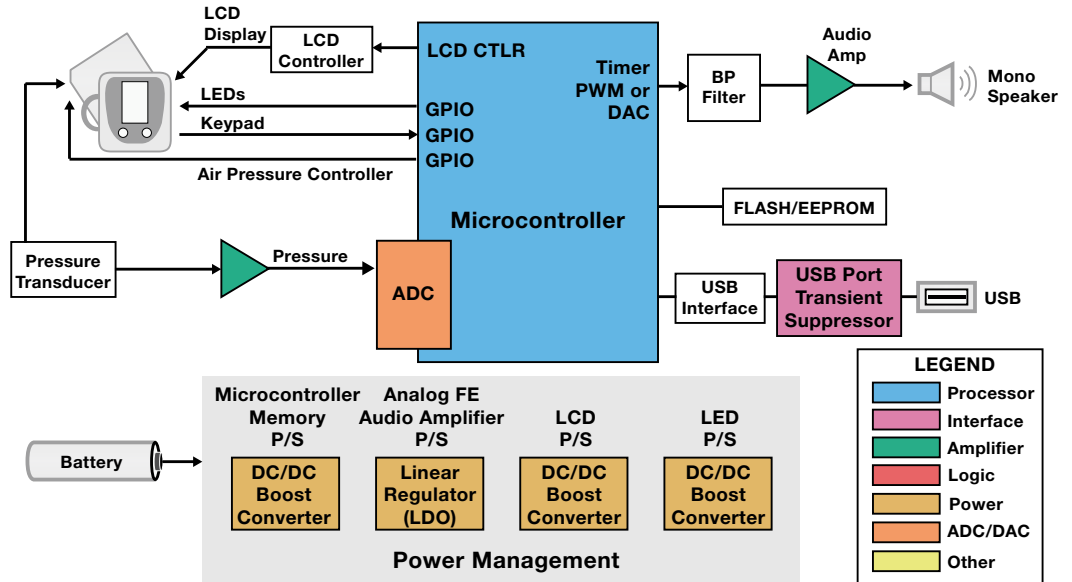 LCD
Display
LCD
Controller
LCD CTLR
LEDs
GPIO
Keypad
GPIO
GPIO
Air Pressure Controller
Timer
PWM or
DAC
BP
Filter
Audio
Amp
Mono
Speaker
Microcontroller
FLASH/EEPROM
Pressure
Transducer
Pressure
ADC
USB
Interface
USB Port
Transient
Suppressor
USB
Battery
Microcontroller
Memory
P/S
DC/DC
Boost
Converter
Analog FE
Audio Amplifier
P/S
Linear
Regulator
(LDO)
LCD
P/S
DC/DC
Boost
Converter
LED
P/S
DC/DC
Boost
Converter
Power Management
LEGEND
Processor
Interface
Amplifier
Logic
Power
ADC/DAC
Other